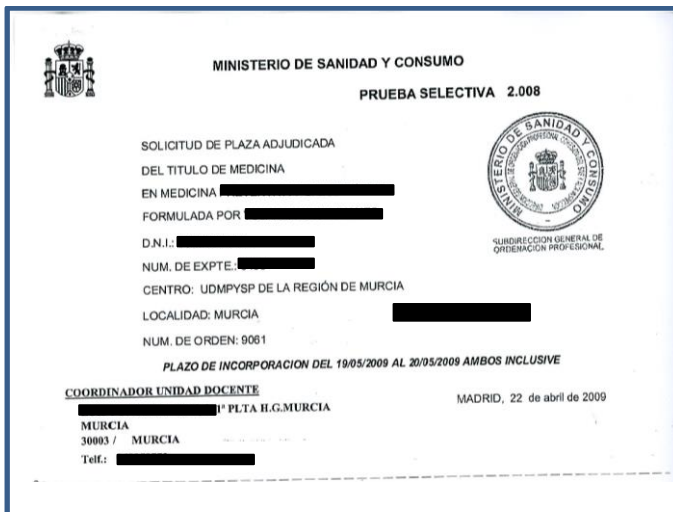 MINISTERIO DE SANIDAD Y CONSUMO
PRUEBA SELECTIVA 2.008
SOLICITUD DE PLAZA ADJUDICADA
DEL TITULO DE MEDICINA
EN MEDICINA
FORMULADA POR
D.N.I.:
NUM. DE EXPTE.:
CENTRO: UDMPYSP DE LA REGIÓN DE MURCIA
LOCALIDAD: MURCIA
NUM. DE ORDEN: 9061
MINISTERIO DE SANIDAD Y CONSUMO
SUBDIRECCION GENERAL DE
ORDENACION PROFESIONAL
PLAZO DE INCORPORACION DEL 19/05/2009 AL 20/05/2009 AMBOS INCLUSIVE
COORDINADOR UNIDAD DOCENTE
1ª PLTA H.G.MURCIA
MURCIA
30003 / MURCIA
Telf.:
MADRID, 22 de abril de 2009